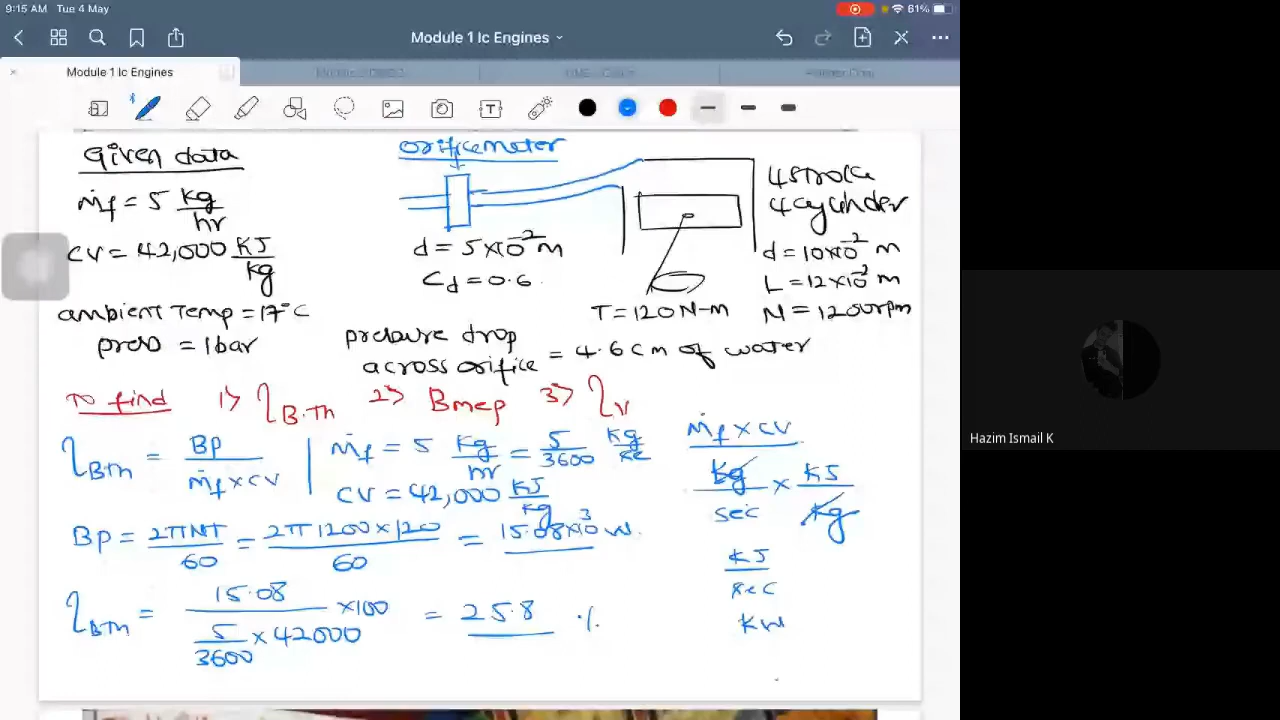 9:15 AM Tue 4 May
61%
Module 1 Ic Engines
Module 1 Ic Engines
Given data
ṁf = 5 kg/hr
CV = 42,000 KJ/kg
ambient Temp = 17°C
press = 1bar
orificemeter
d = 5×10⁻² m
Cd = 0.6
4 stroke
4 cylinder
d = 10×10⁻² m
L = 12×10⁻² m
T = 120 N-m N = 1200rpm
pressure drop
across orifice = 4.6 cm of water
To find 1> ηB.Th 2> Bmep 3> ηv
ηBTh = BP / ṁf × CV
ṁf = 5 kg/hr = 5/3600 kg/sec
CV = 42,000 KJ/kg
ṁf × CV
kg/sec × KJ/kg
KJ/sec
KW
BP = 2πNT/60 = 2π 1200×120/60 = 15.08×10³ W.
ηBTh = 15.08 / (5/3600 × 42000) ×100 = 25.8 %
Hazim Ismail K